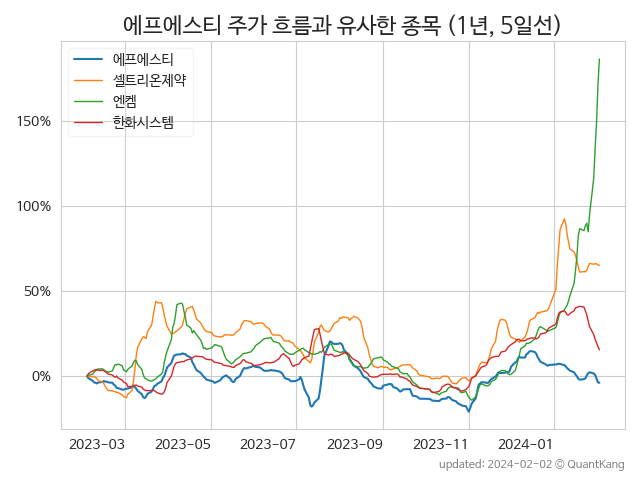 에프에스티 주가 흐름과 유사한 종목 (1년, 5일선)
에프에스티
셀트리온제약
엔켐
한화시스템
150%
100%
50%
0%
2023-03 2023-05 2023-07 2023-09 2023-11 2024-01
updated: 2024-02-02 © QuantKang